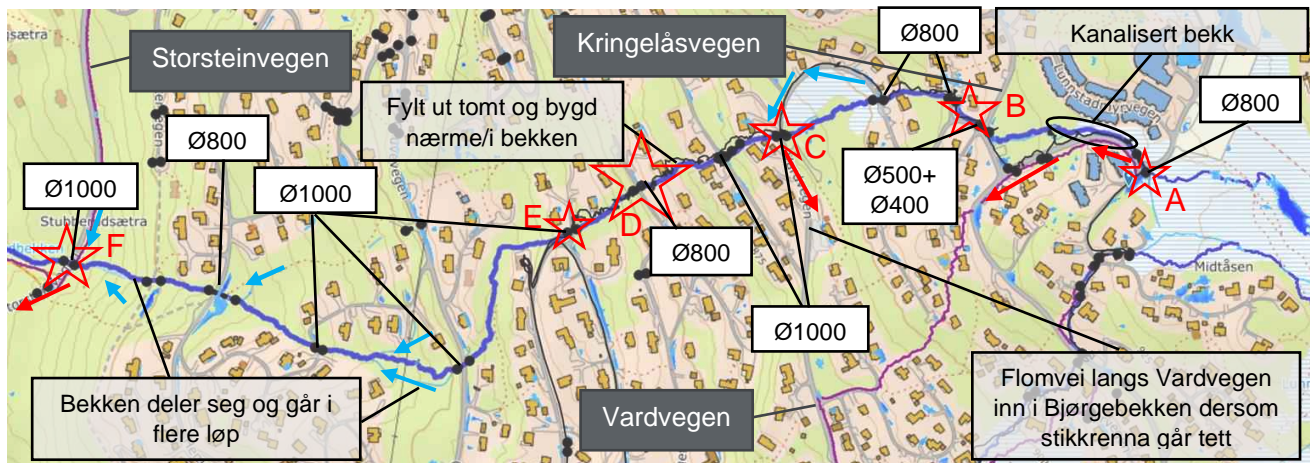 Storsteinvegen
Kringelåsvegen
Ø800
Kanalisert bekk
Fylt ut tomt og bygd
nærme/i bekken
Ø800
Ø800
Ø1000
Ø1000
Stubberudsætra
B
C
Ø500+
Ø400
A
E
D
Ø800
F
Midtåsen
Ø1000
Bekken deler seg og går i
flere løp
Vardvegen
Flomvei langs Vardvegen
inn i Bjørgebekken dersom
stikkrenna går tett